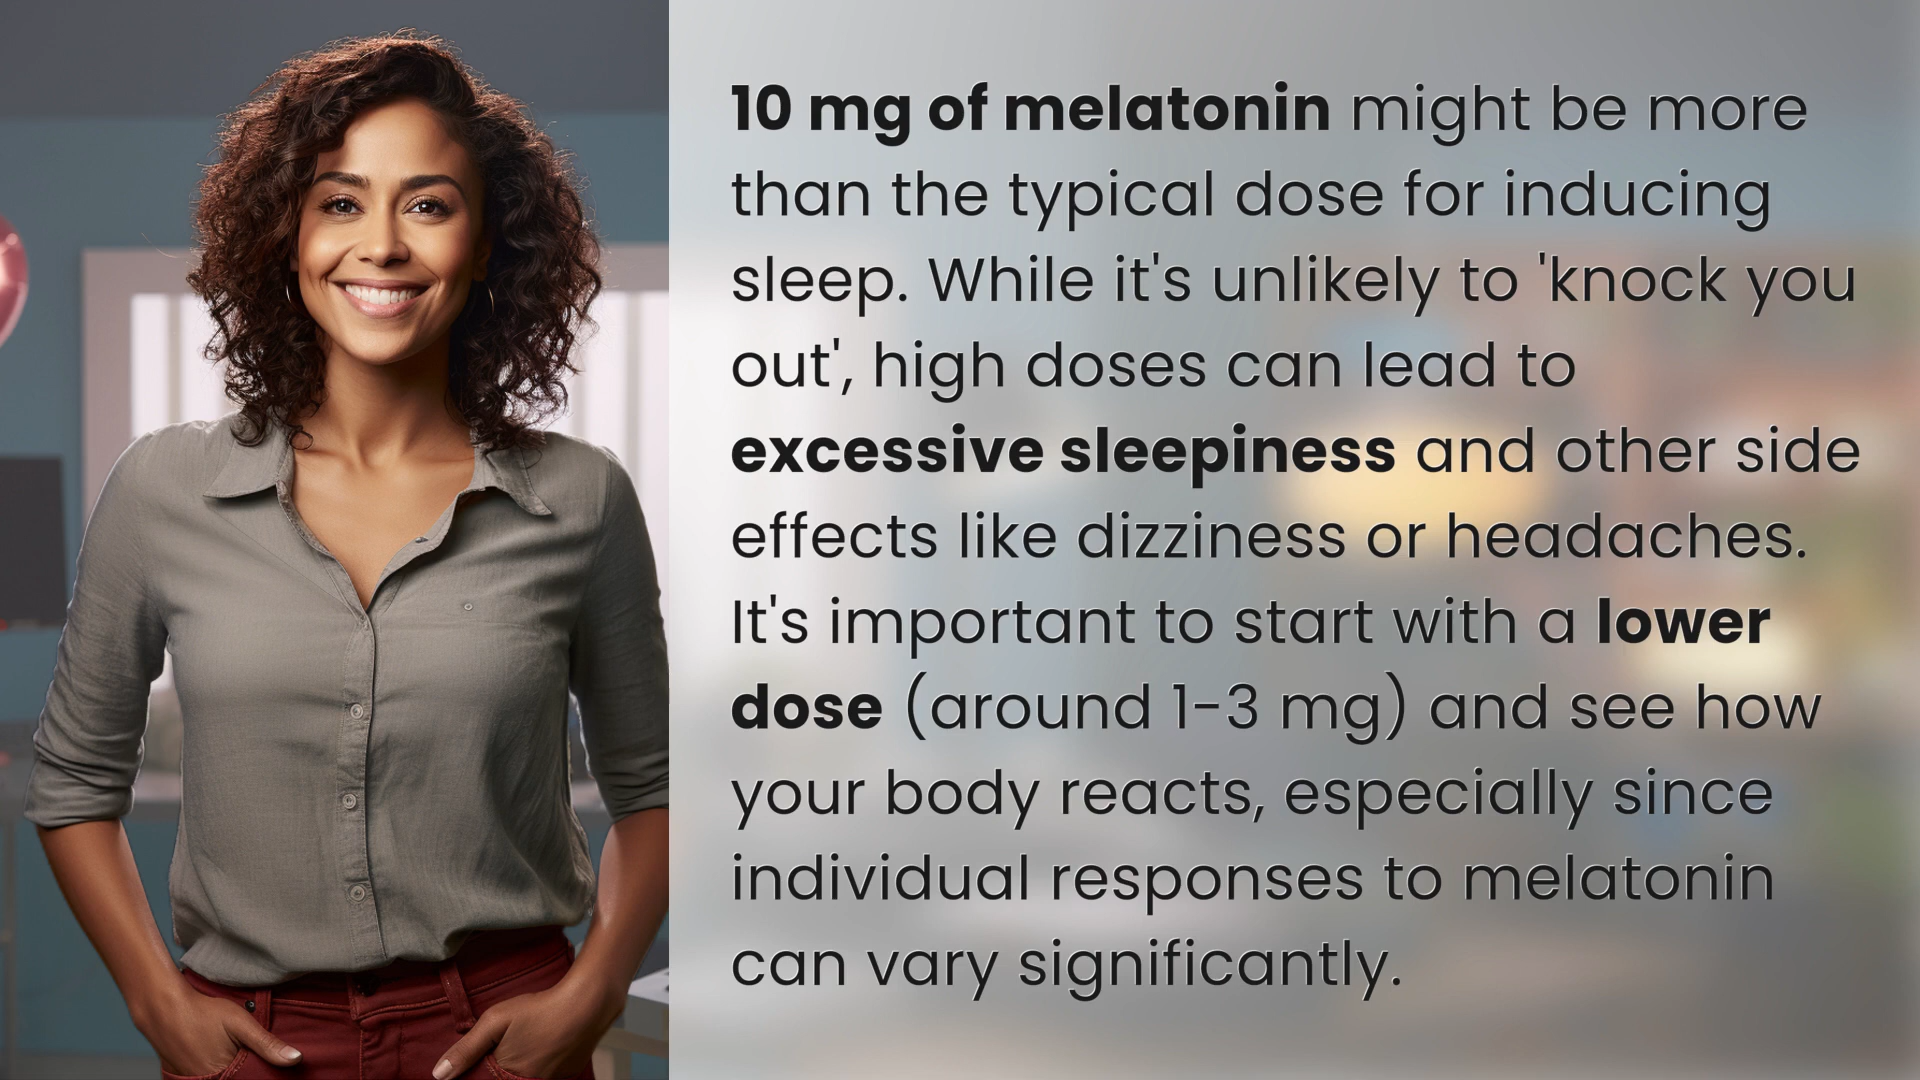 10 mg of melatonin might be more
than the typical dose for inducing
sleep. While it's unlikely to 'knock you
out', high doses can lead to
excessive sleepiness and other side
effects like dizziness or headaches.
It's important to start with a lower
dose (around 1-3 mg) and see how
your body reacts, especially since
individual responses to melatonin
can vary significantly.